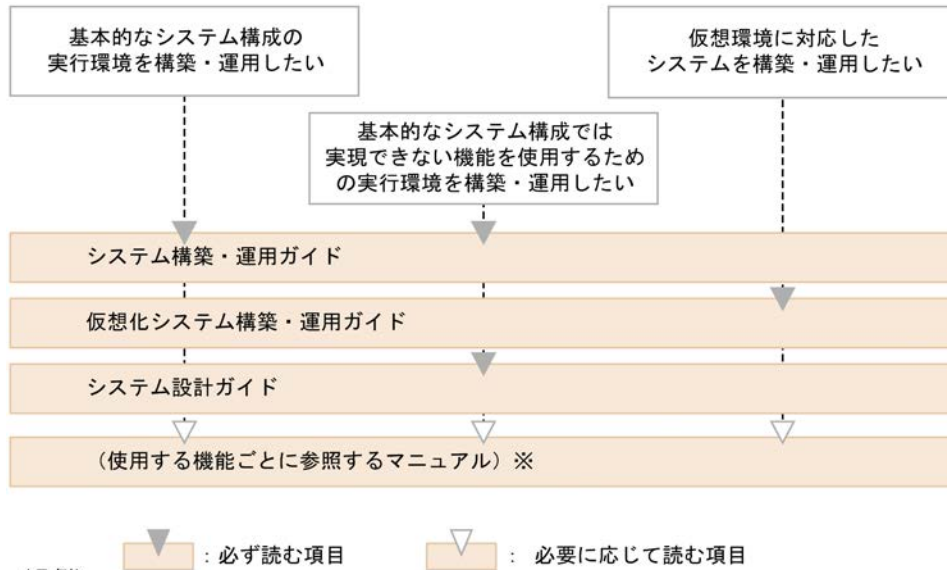 基本的なシステム構成の
実行環境を構築・運用したい
仮想環境に対応した
システムを構築・運用したい
基本的なシステム構成では
実現できない機能を使用するため
の実行環境を構築・運用したい
システム構築・運用ガイド
仮想化システム構築・運用ガイド
システム設計ガイド
（使用する機能ごとに参照するマニュアル）※
：必ず読む項目
： 必要に応じて読む項目